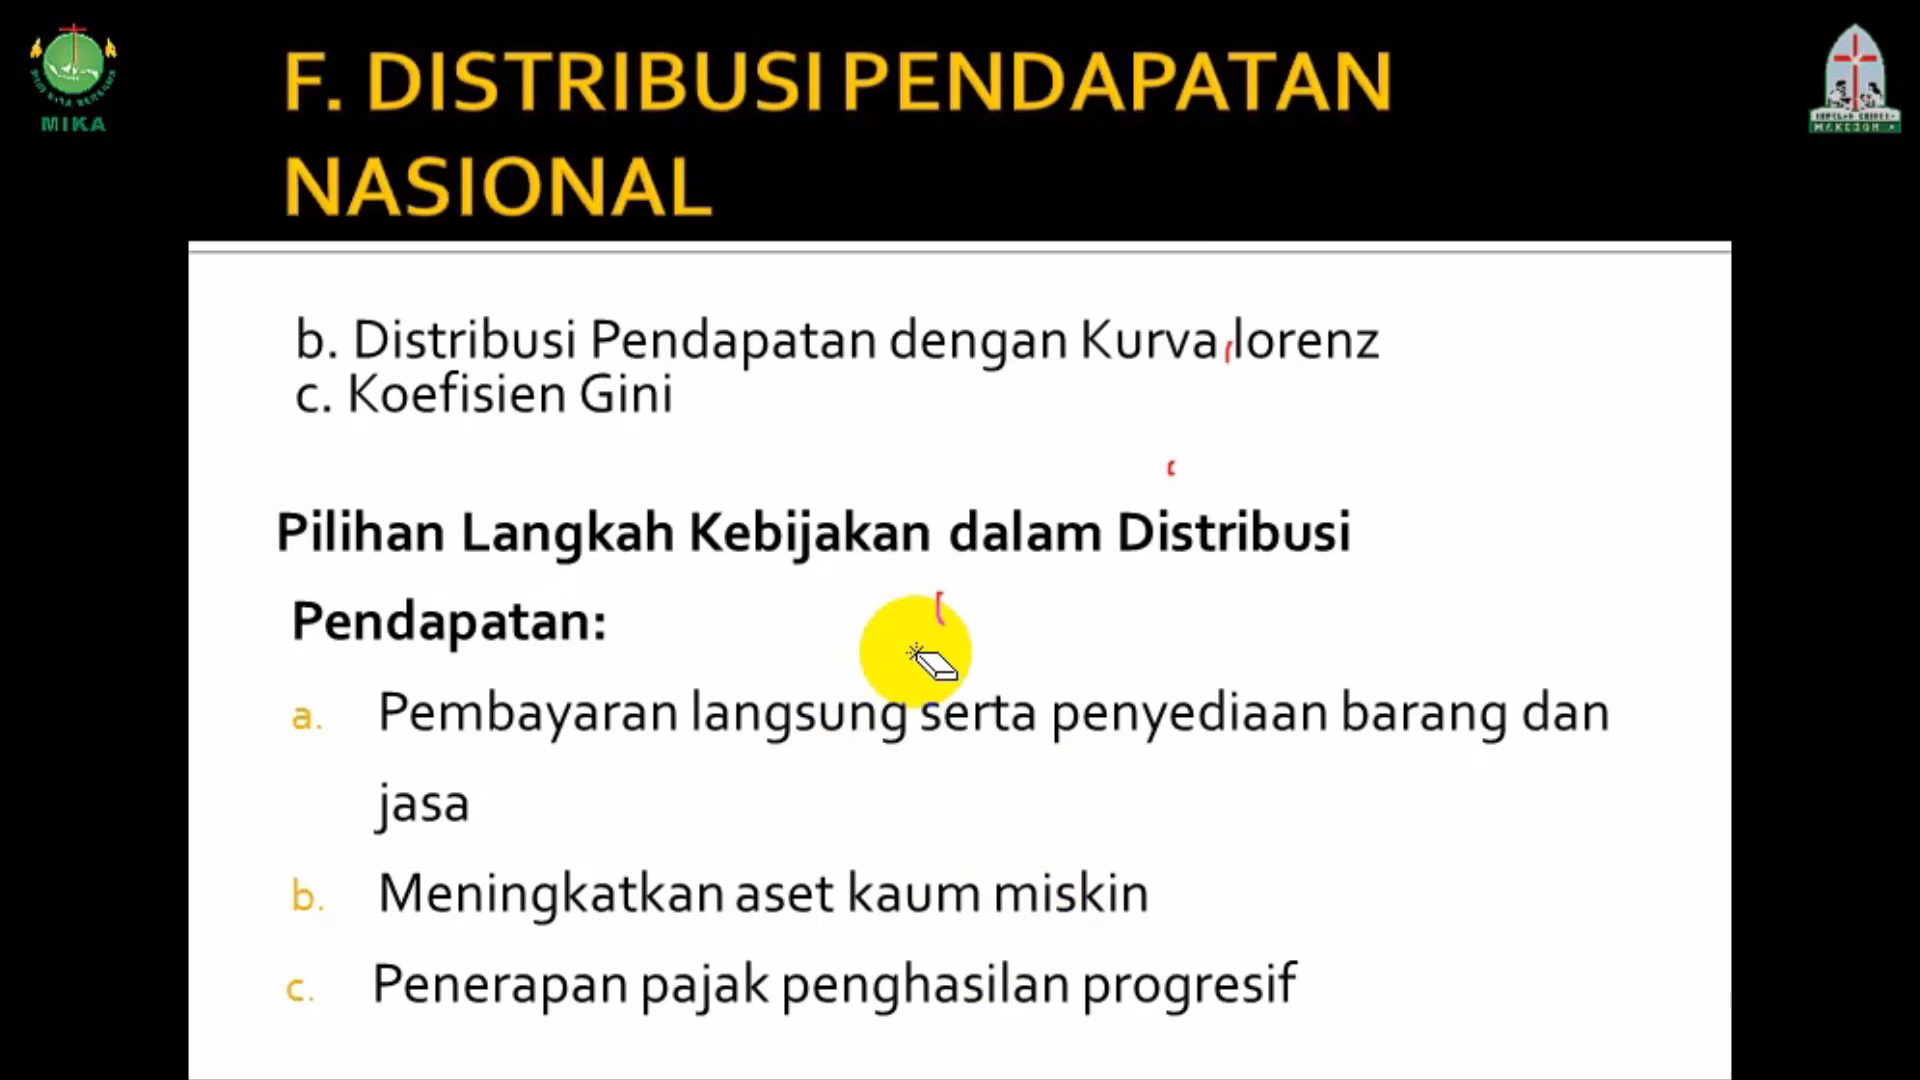 MIKA
F. DISTRIBUSI PENDAPATAN
NASIONAL
b. Distribusi Pendapatan dengan Kurva lorenz
c. Koefisien Gini
Pilihan Langkah Kebijakan dalam Distribusi
Pendapatan:
a. Pembayaran langsung serta penyediaan barang dan
jasa
b. Meningkatkan aset kaum miskin
c. Penerapan pajak penghasilan progresif